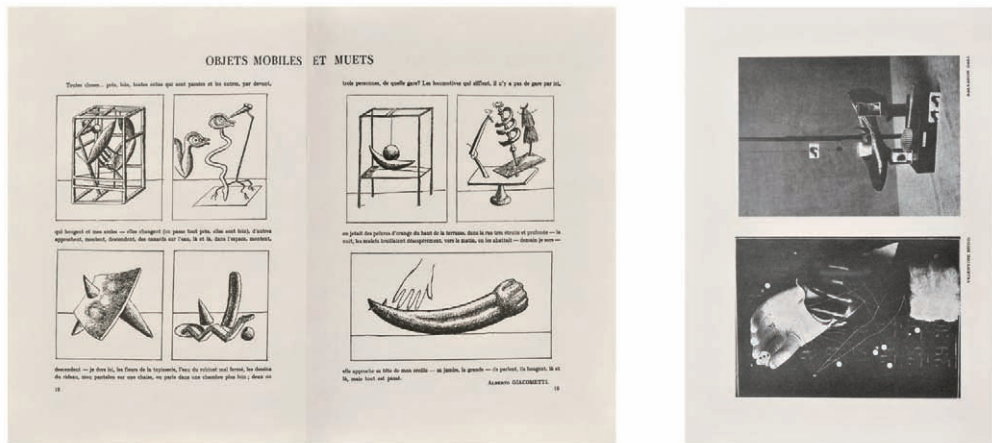 OBJETS MOBILES ET MUETS
Toutes choses... près, loin, toutes celles qui sont passées et les autres, par devant,
trois personnes, de quelle gare? Les locomotives qui sifflent, il n'y a pas de gare par ici,
qui bougent et mes amies — elles changent (on passe tout près, elles sont loin), d'autres
approchent, montent, descendent, des canards sur l'eau, là et là, dans l'espace, montent,
on jetait des pelures d'orange du haut de la terrasse, dans la rue très étroite et profonde — la
nuit, les mulets braillaient désespérément, vers le matin, on les abattait — demain je sors —
descendent — je dors ici, les fleurs de la tapisserie, l'eau du robinet mal fermé, les dessins
du rideau, mon pantalon sur une chaise, on parle dans une chambre plus loin ; deux ou
elle approche sa tête de mon oreille — sa jambe, la grande — ils parlent, ils bougent, là et
là, mais tout est passé.
Alberto GIACOMETTI.
18
19
SALVADOR DALI
VALENTINE HUGO